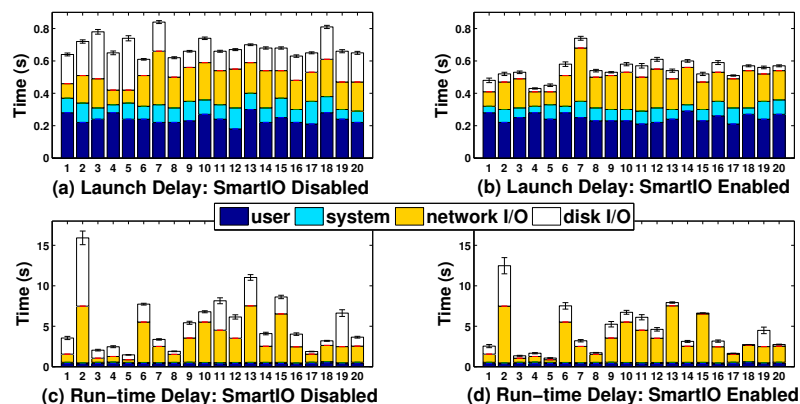 0.8
0.6
0.4
0.2
0
Time (s)
1 2 3 4 5 6 7 8 9 10 11 12 13 14 15 16 17 18 19 20
(a) Launch Delay: SmartIO Disabled
0.8
0.6
0.4
0.2
0
Time (s)
1 2 3 4 5 6 7 8 9 10 11 12 13 14 15 16 17 18 19 20
(b) Launch Delay: SmartIO Enabled
user system network I/O disk I/O
15
10
5
0
Time (s)
1 2 3 4 5 6 7 8 9 10 11 12 13 14 15 16 17 18 19 20
(c) Run-time Delay: SmartIO Disabled
15
10
5
0
Time (s)
1 2 3 4 5 6 7 8 9 10 11 12 13 14 15 16 17 18 19 20
(d) Run-time Delay: SmartIO Enabled